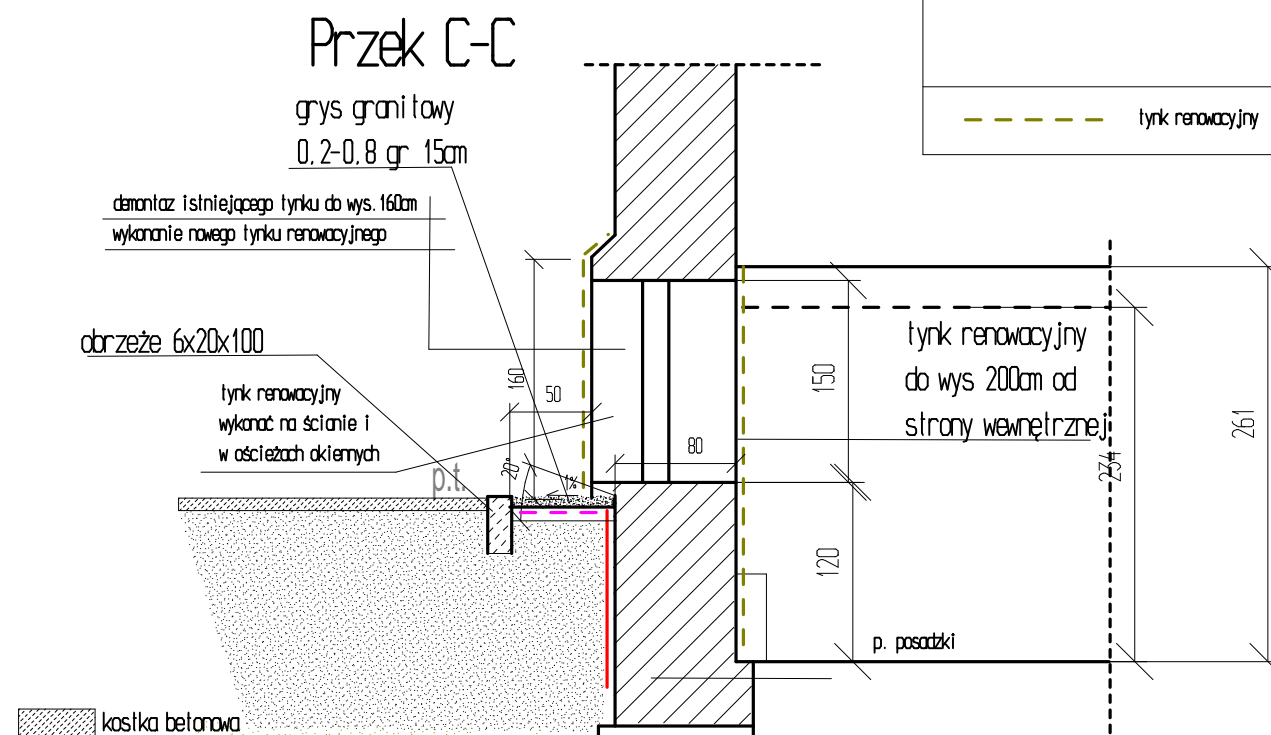 Przek C-C
grys granitowy
0,2-0,8 gr 15cm
tynk renowacyjny
demontaz istniejącego tynku do wys. 160cm
wykonanie nowego tynku renowacyjnego
obrzeże 6x20x100
tynk renowacyjny
wykonać na ścianie i
w ościeżach okiennych
tynk renowacyjny
do wys 200cm od
strony wewnętrznej
160
50
80
150
234
261
20°
1%
p.t.
120
p. posadzki
kostka betonowa